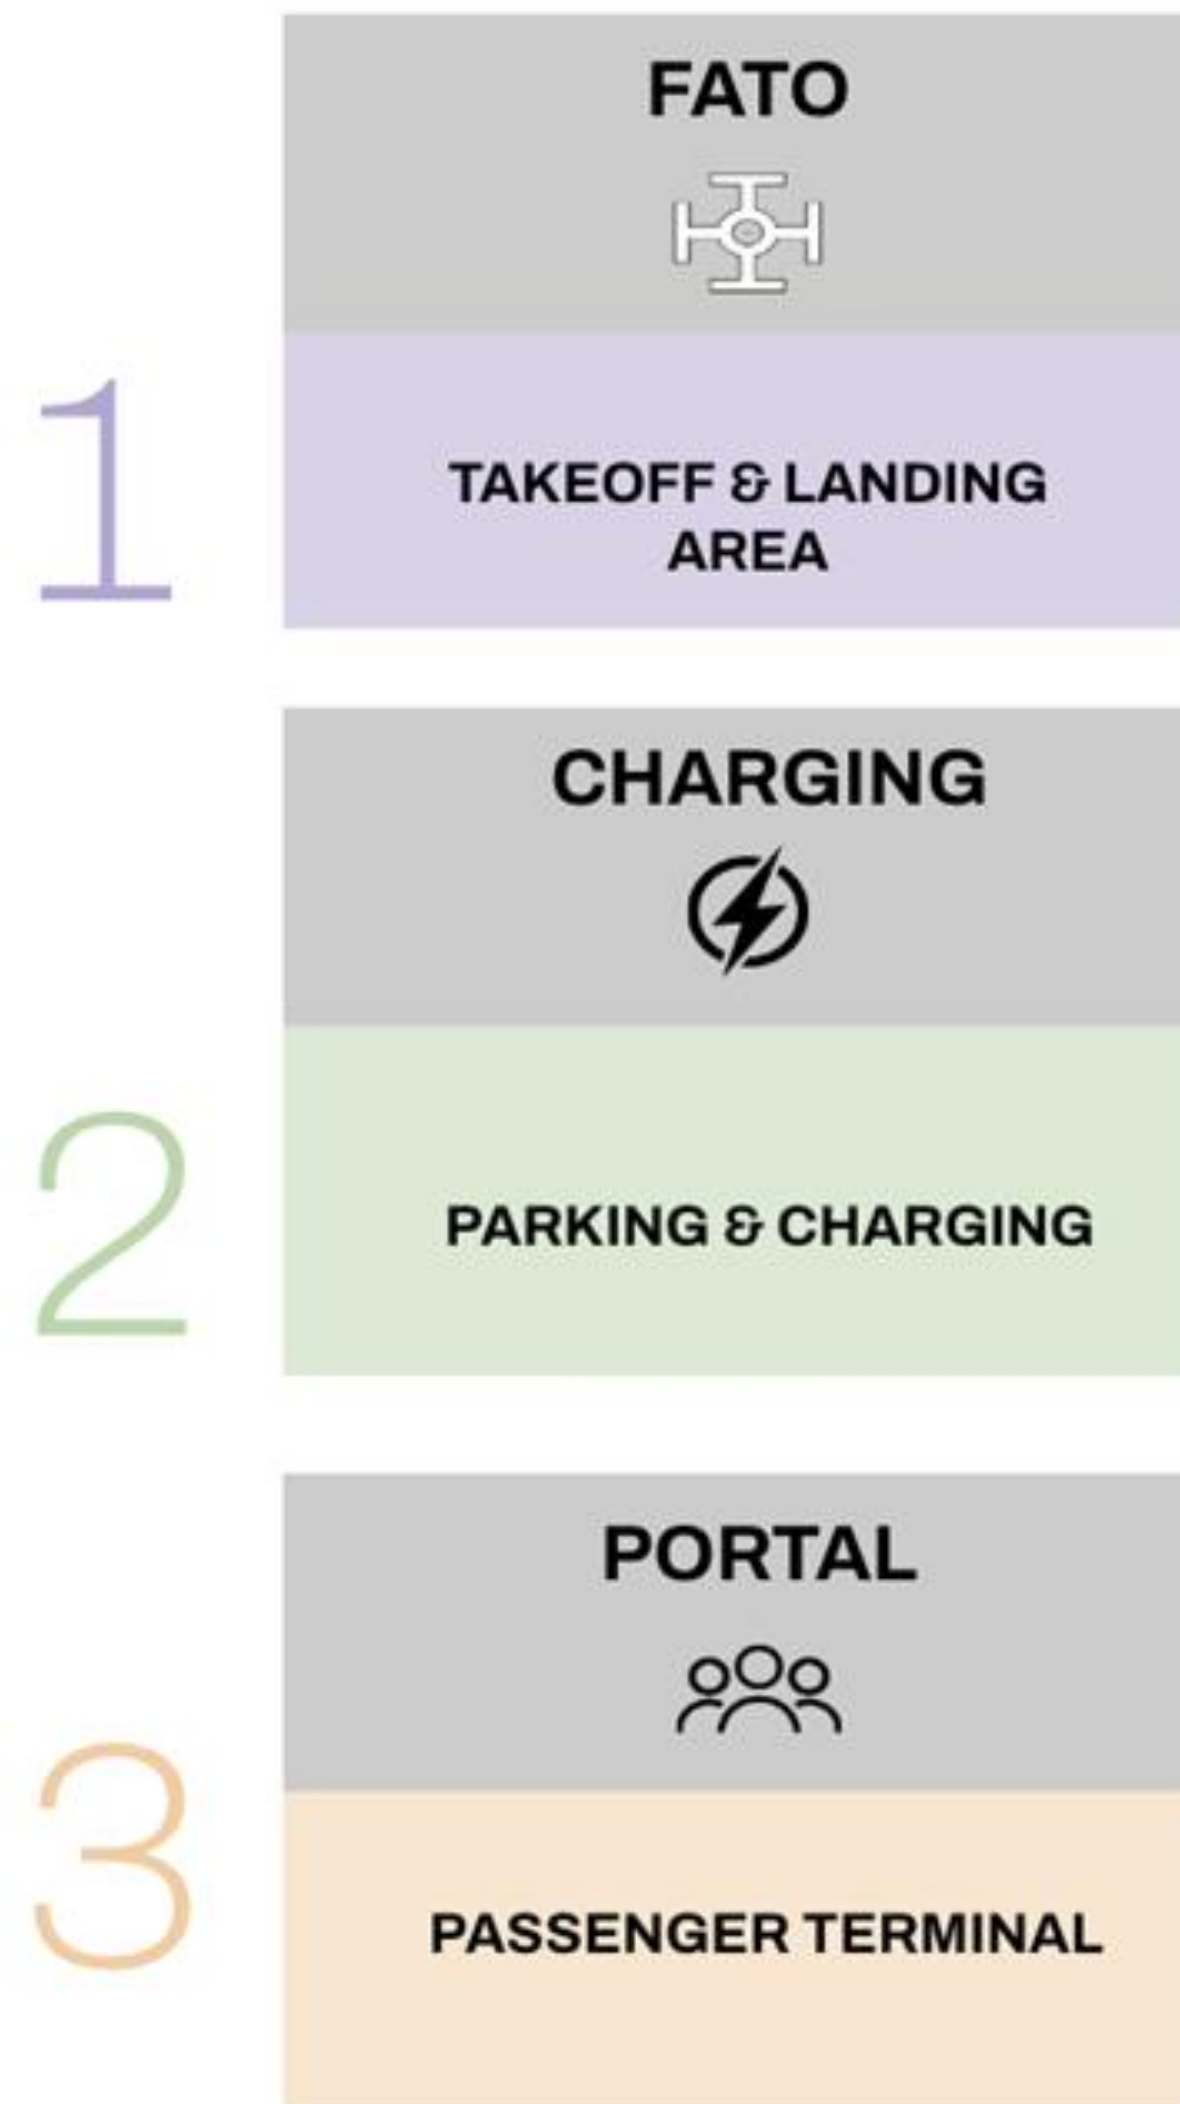 1
FATO
TAKEOFF & LANDING
AREA
2
CHARGING
PARKING & CHARGING
3
PORTAL
PASSENGER TERMINAL